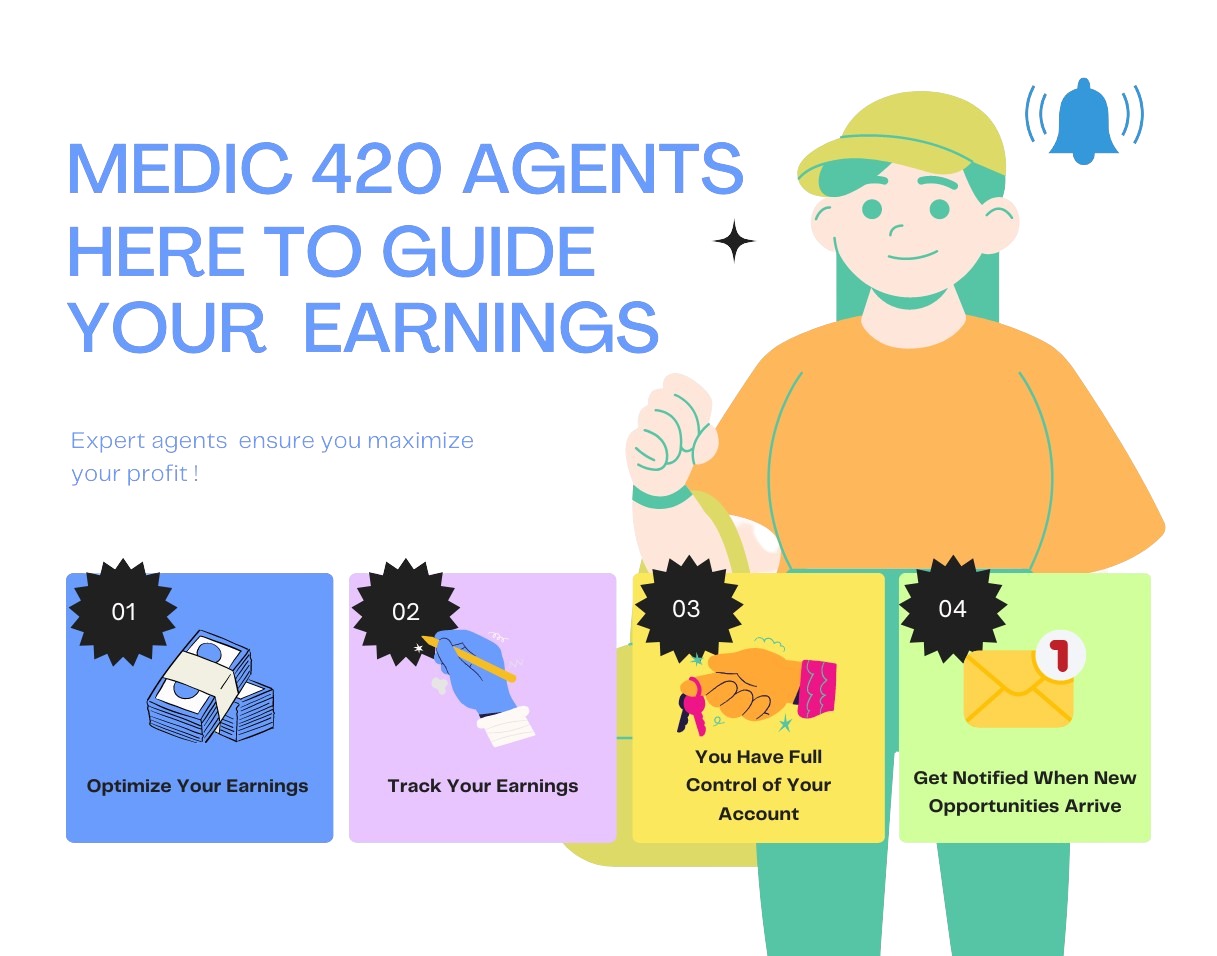 MEDIC 420 AGENTS
HERE TO GUIDE
YOUR  EARNINGS
Expert agents  ensure you maximize
your profit !
01
Optimize Your Earnings
02
Track Your Earnings
03
You Have Full
Control of Your
Account
04
1
Get Notified When New
Opportunities Arrive